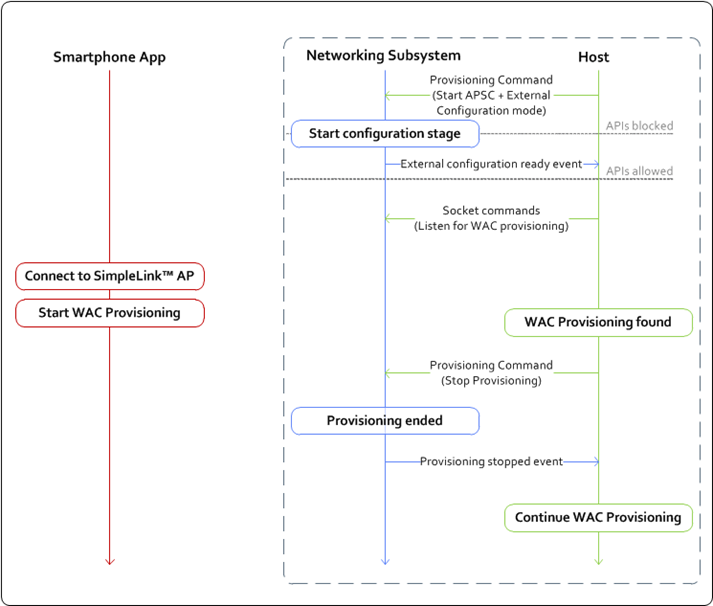 Smartphone App
Networking Subsystem
Host
Provisioning Command
(Start APSC + External
Configuration mode)
Start configuration stage
APIs blocked
External configuration ready event
APIs allowed
Socket commands
(Listen for WAC provisioning)
Connect to SimpleLink™ AP
Start WAC Provisioning
WAC Provisioning found
Provisioning Command
(Stop Provisioning)
Provisioning ended
Provisioning stopped event
Continue WAC Provisioning